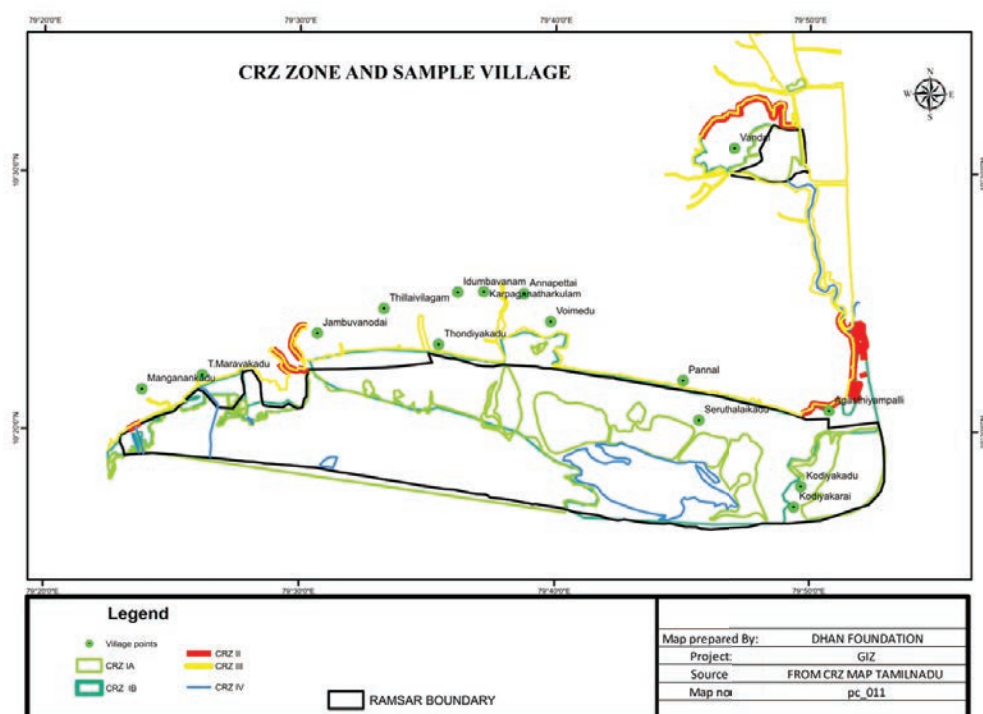 79°20'0"E 79°30'0"E 79°40'0"E 79°50'0"E
CRZ ZONE AND SAMPLE VILLAGE
N
W E
S
Vandal
Idumbavanam
Annapettai
Karpaganatharkulam
Thillaivilagam
Voimedu
Jambuvanodai
Thondiyakadu
T.Maravakadu
Manganankadu
Pannal
Seruthalaikadu
Agasthiyampalli
Kodiyakadu
Kodiyakarai
79°20'0"E 79°30'0"E 79°40'0"E 79°50'0"E
Legend
Village points
CRZ IA
CRZ IB
CRZ II
CRZ III
CRZ IV
RAMSAR BOUNDARY
Map prepared By: DHAN FOUNDATION
Project: GIZ
Source FROM CRZ MAP TAMILNADU
Map no: pc_011